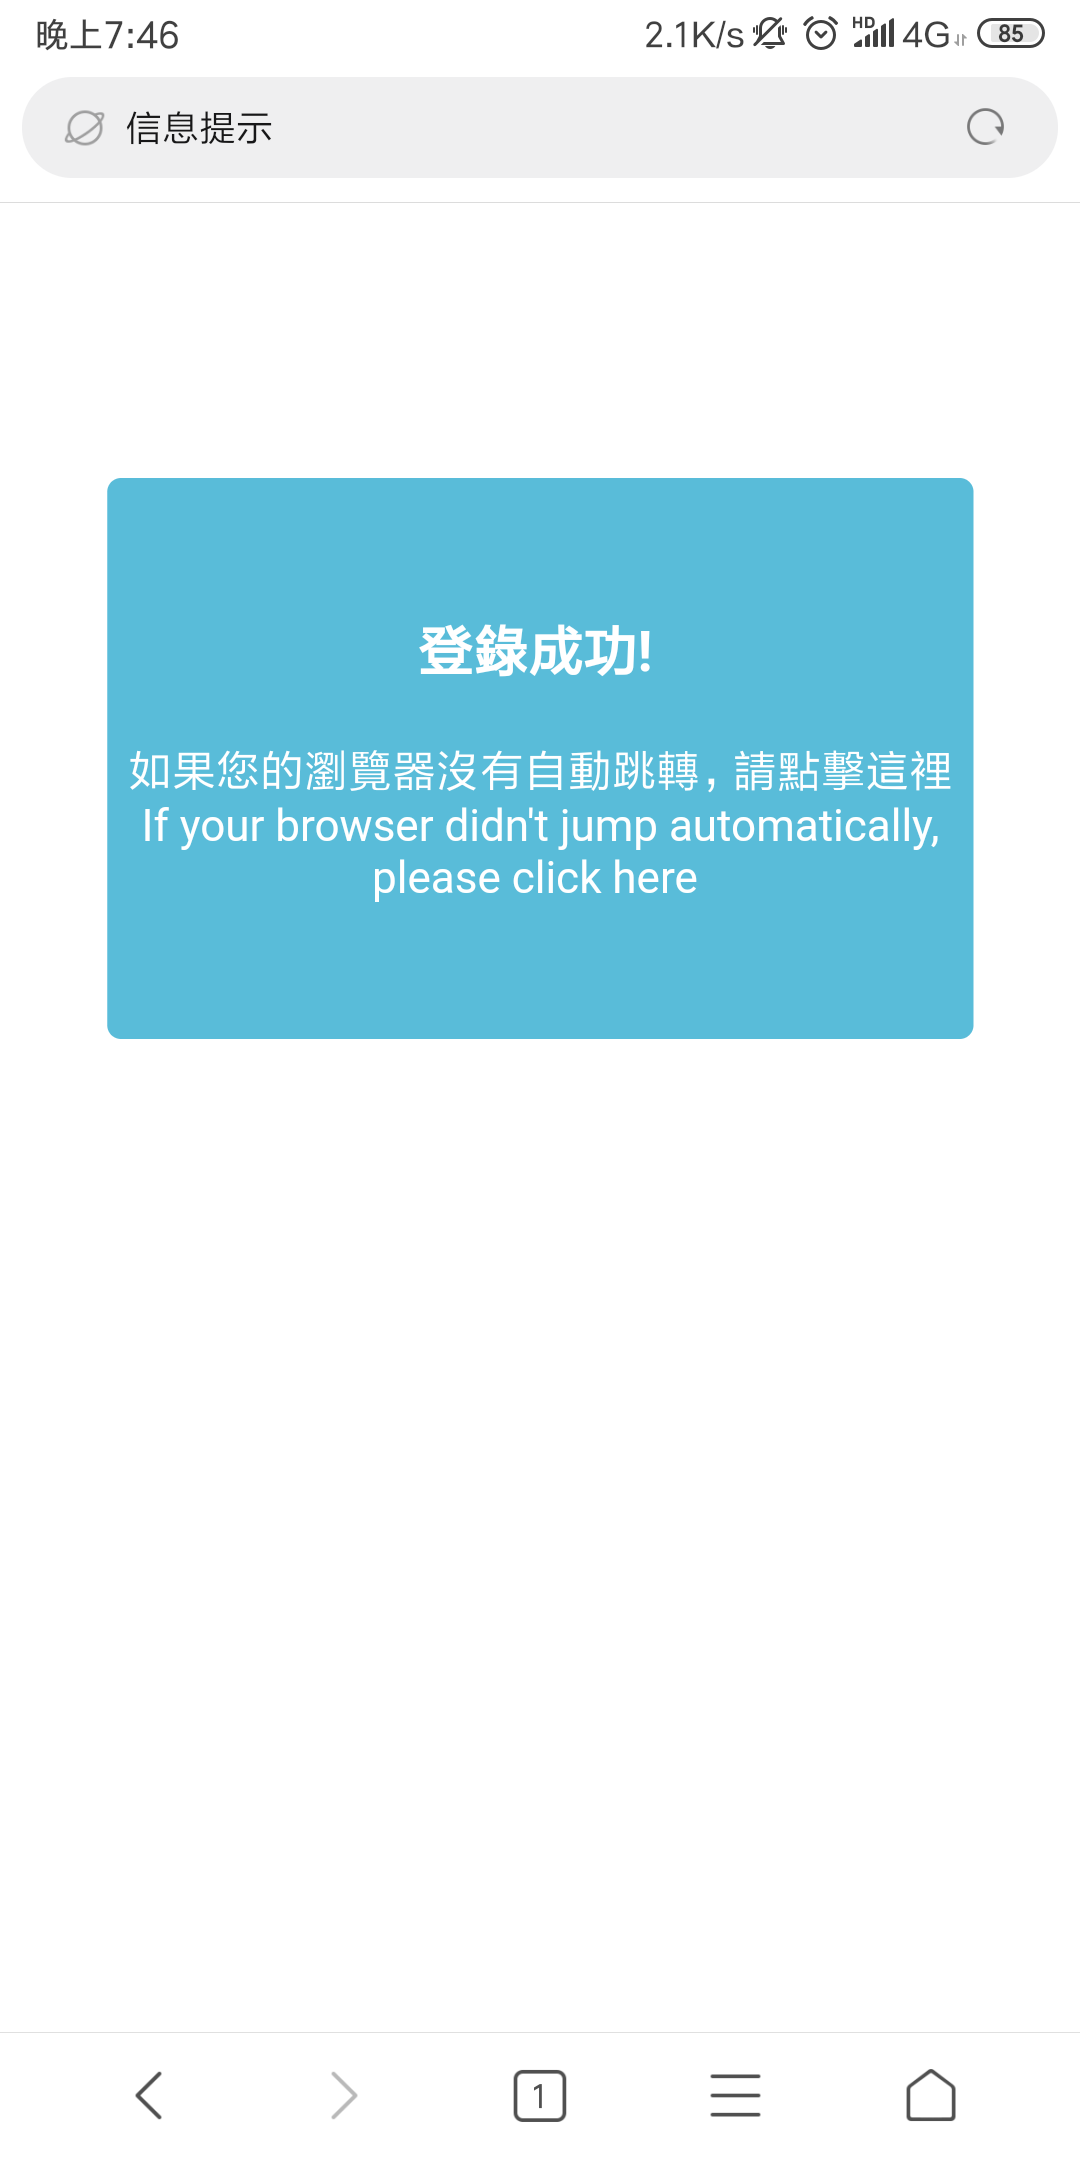 晚上7:46
2.1K/s HD 4G 85
信息提示
登錄成功!
如果您的瀏覽器沒有自動跳轉, 請點擊這裡
If your browser didn't jump automatically,
please click here
1